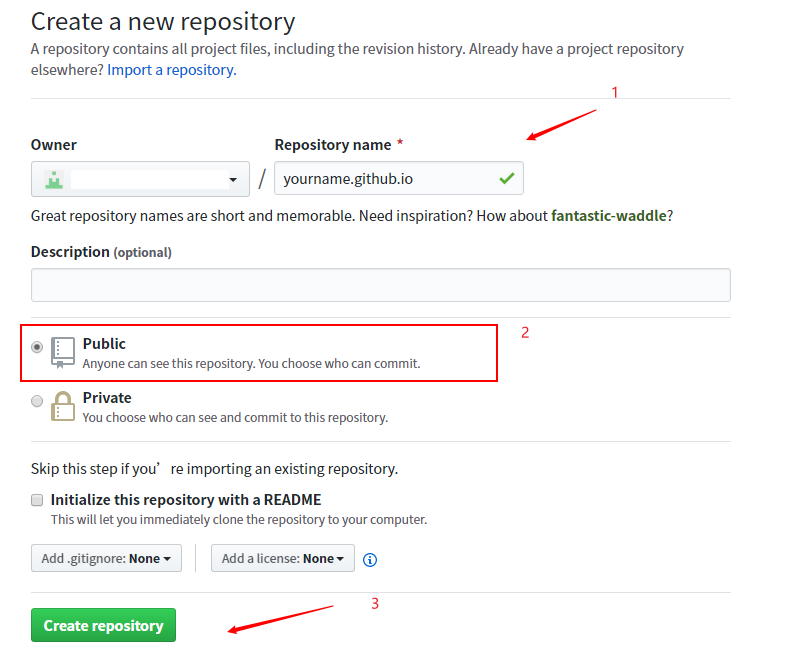 Create a new repository
A repository contains all project files, including the revision history. Already have a project repository
elsewhere? Import a repository.
1
Owner
Repository name *
/
yourname.github.io
Great repository names are short and memorable. Need inspiration? How about fantastic-waddle?
Description (optional)
2
Public
Anyone can see this repository. You choose who can commit.
Private
You choose who can see and commit to this repository.
Skip this step if you’re importing an existing repository.
Initialize this repository with a README
This will let you immediately clone the repository to your computer.
Add .gitignore: None
Add a license: None
3
Create repository